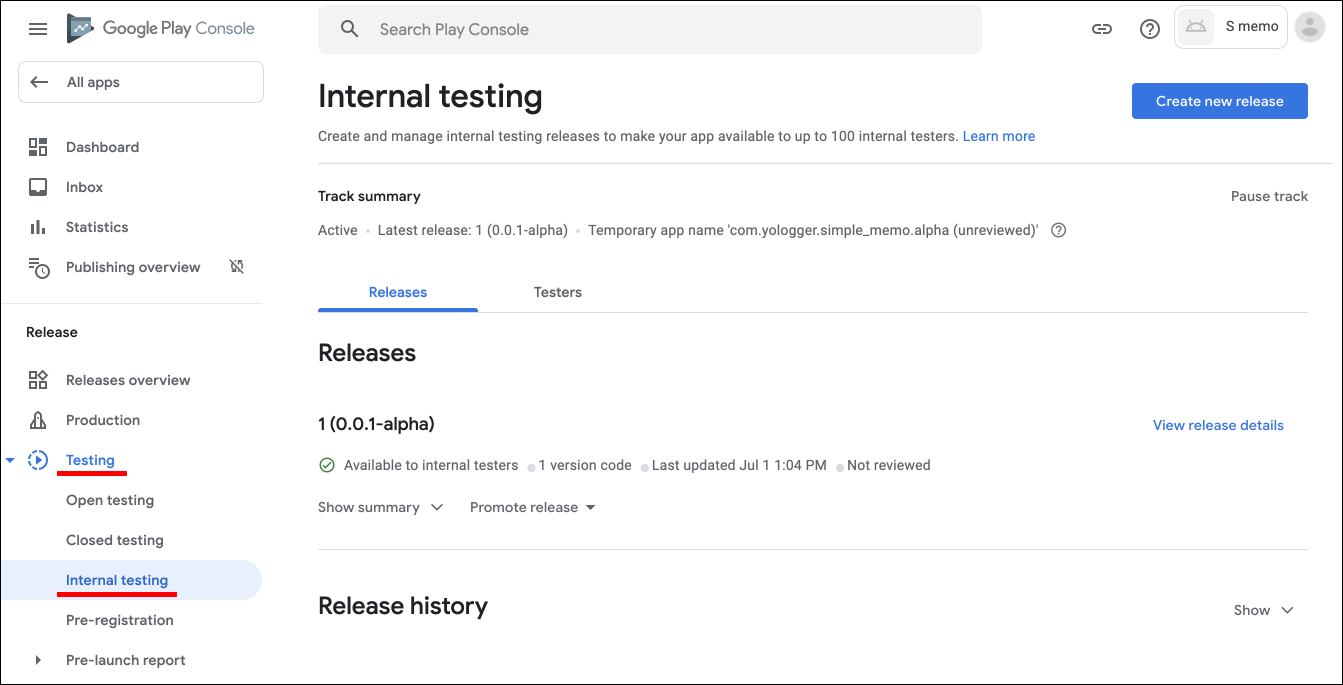 Google Play Console
Search Play Console
S memo
All apps
Dashboard
Inbox
Statistics
Publishing overview
Release
Releases overview
Production
Testing
Open testing
Closed testing
Internal testing
Pre-registration
Pre-launch report
Internal testing
Create new release
Create and manage internal testing releases to make your app available to up to 100 internal testers. Learn more
Track summary
Pause track
Active • Latest release: 1 (0.0.1-alpha) • Temporary app name 'com.yologger.simple_memo.alpha (unreviewed)'
Releases
Testers
Releases
1 (0.0.1-alpha)
View release details
Available to internal testers • 1 version code • Last updated Jul 1 1:04 PM • Not reviewed
Show summary
Promote release
Release history
Show